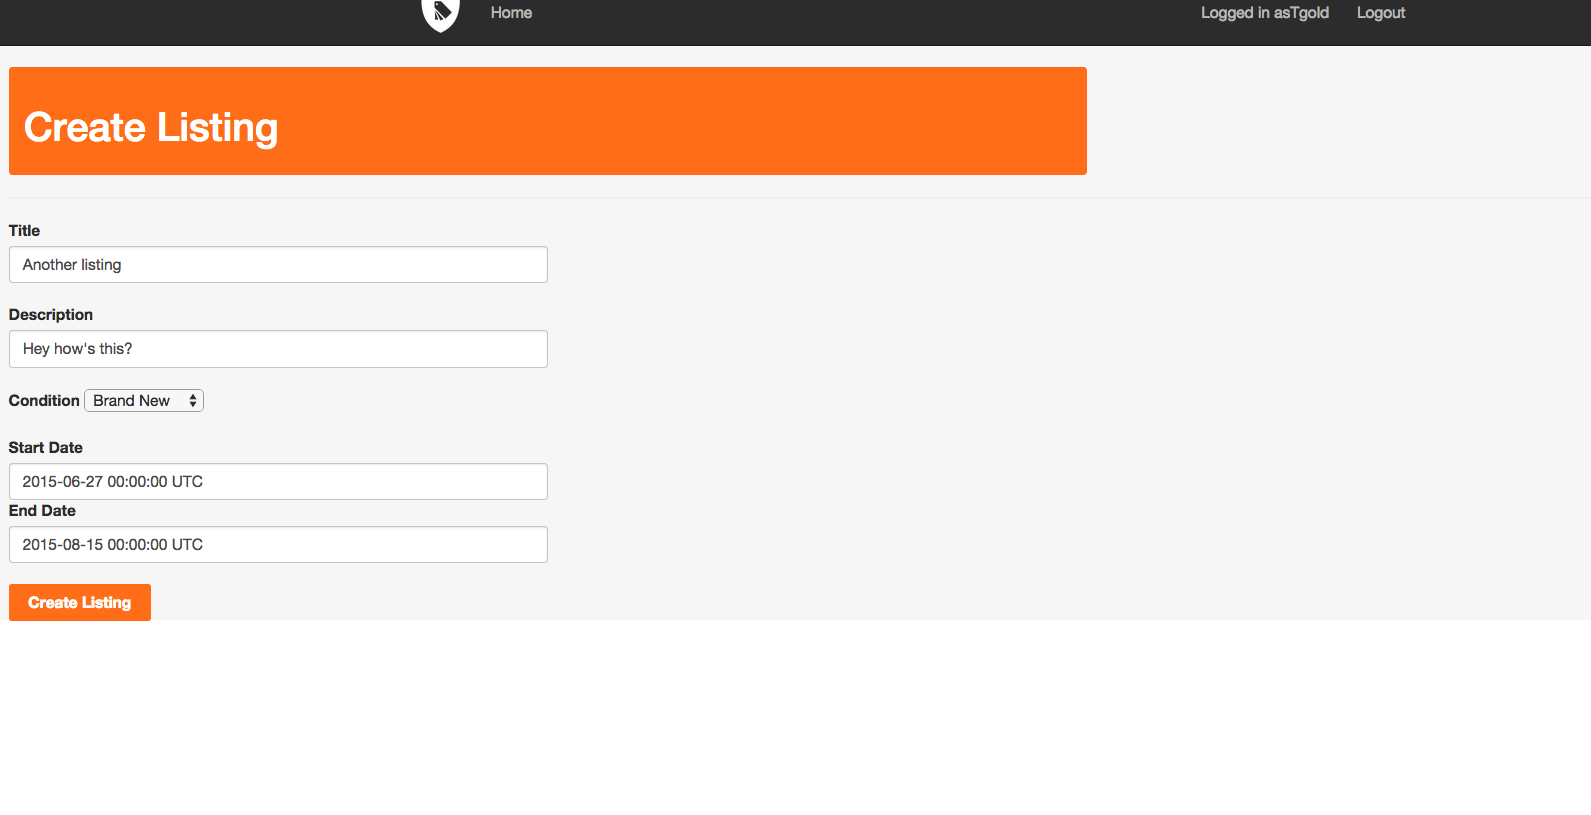 Home Logged in asTgold Logout
Create Listing
Title
Another listing
Description
Hey how's this?
Condition Brand New
Start Date
2015-06-27 00:00:00 UTC
End Date
2015-08-15 00:00:00 UTC
Create Listing